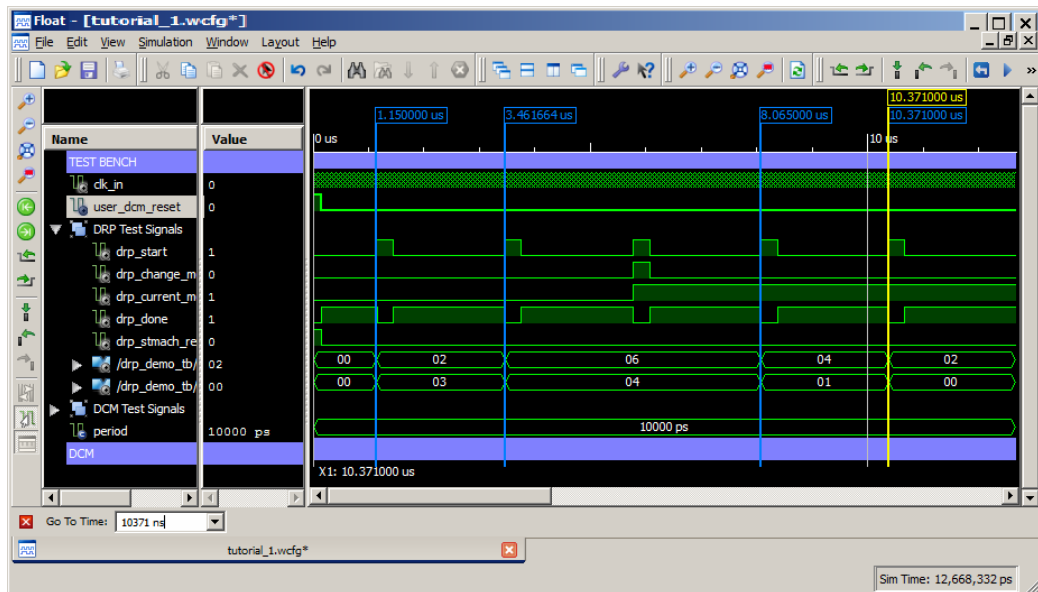 Float - [tutorial_1.wcfg*]
File Edit View Simulation Window Layout Help
»
10.371000 us
1.150000 us 3.461664 us 8.065000 us 10.371000 us
Name Value 0 us 10 us
TEST BENCH
clk_in 0
user_dcm_reset 0
DRP Test Signals
drp_start 1
drp_change_m 0
drp_current_m 1
drp_done 1
drp_stmach_re 0
/drp_demo_tb/ 02 00 02 06 04 02
/drp_demo_tb/ 00 00 03 04 01 00
DCM Test Signals
period 10000 ps 10000 ps
DCM
X1: 10.371000 us
Go To Time: 10371 ns
tutorial_1.wcfg*
Sim Time: 12,668,332 ps